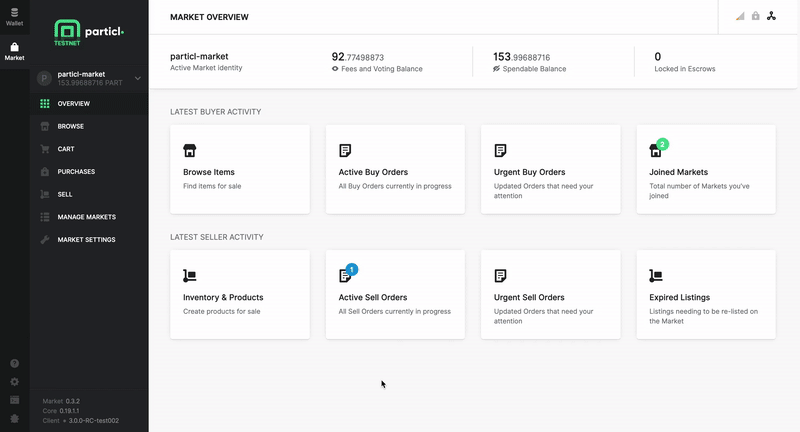 Wallet
Market
particl.
TESTNET
P
particl-market
153.99688716 PART
OVERVIEW
BROWSE
CART
PURCHASES
SELL
MANAGE MARKETS
MARKET SETTINGS
Market 0.3.2
Core 0.19.1.1
Client 3.0.0-RC-test002
MARKET OVERVIEW
particl-market
Active Market identity
92.77498873
Fees and Voting Balance
153.99688716
Spendable Balance
0
Locked in Escrows
LATEST BUYER ACTIVITY
Browse Items
Find items for sale
Active Buy Orders
All Buy Orders currently in progress
Urgent Buy Orders
Updated Orders that need your
attention
2
Joined Markets
Total number of Markets you've
joined
LATEST SELLER ACTIVITY
Inventory & Products
Create products for sale
1
Active Sell Orders
All Sell Orders currently in progress
Urgent Sell Orders
Updated Orders that need your
attention
Expired Listings
Listings needing to be re-listed on
the Market